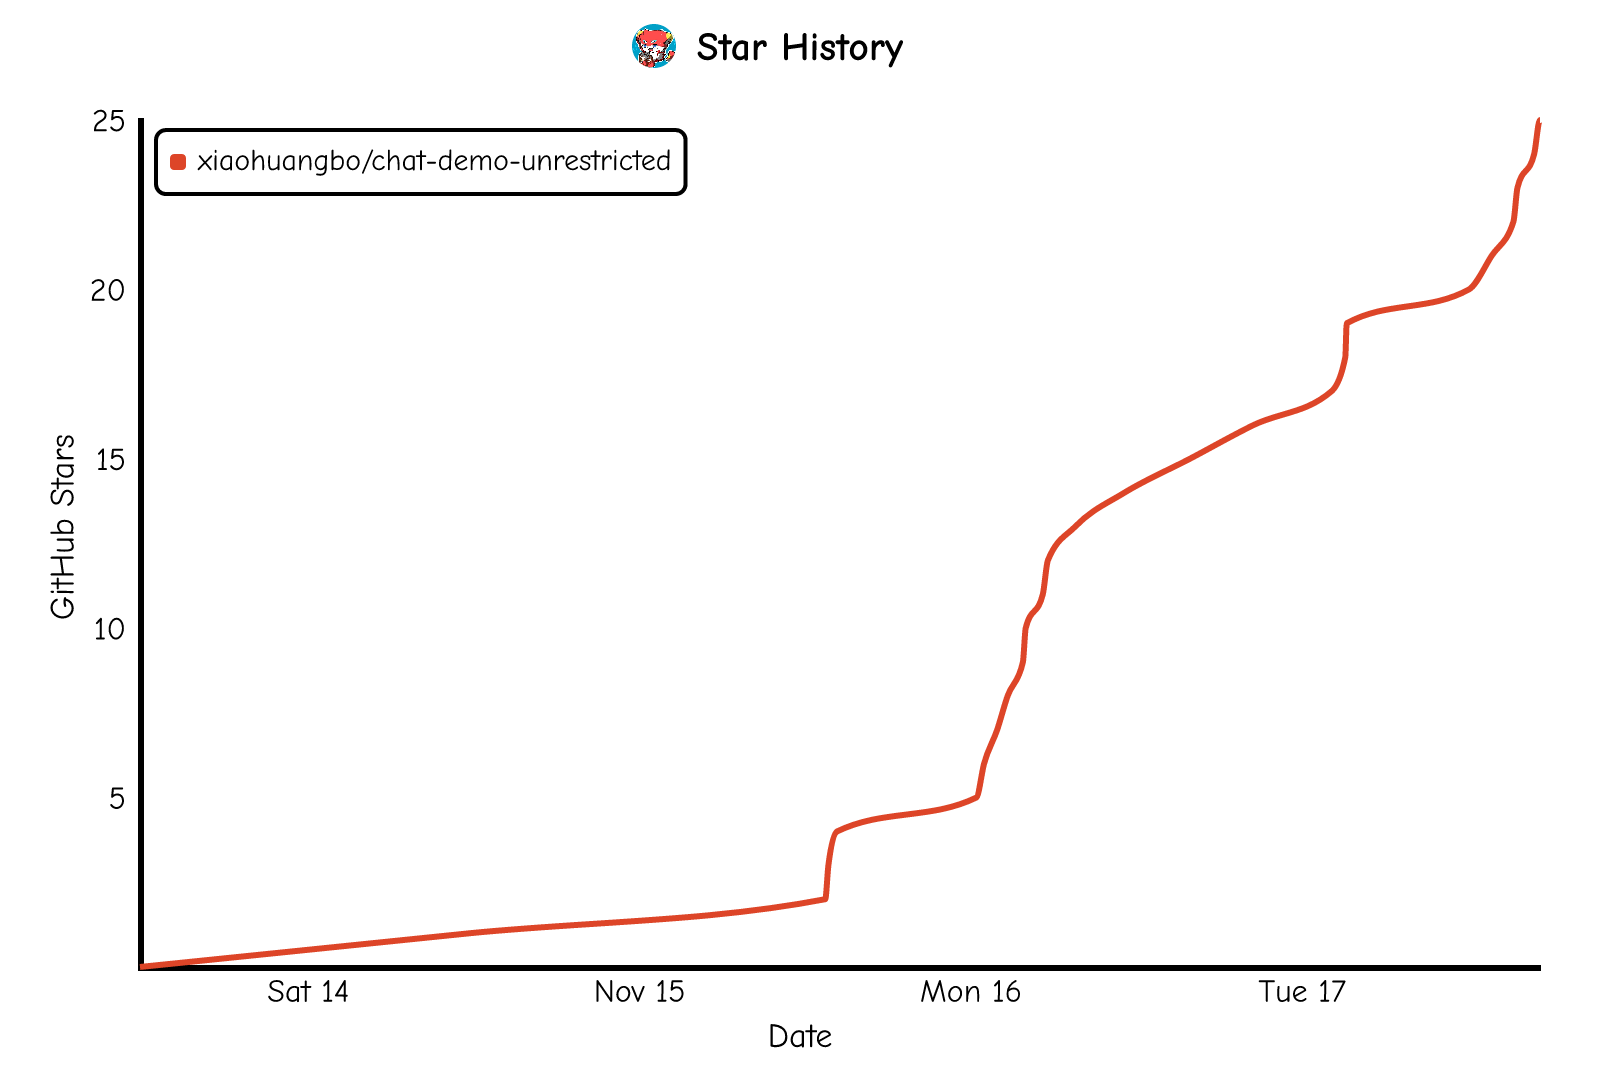 Star History
xiaohuangbo/chat-demo-unrestricted
25
20
15
10
5
GitHub Stars
Sat 14
Nov 15
Mon 16
Tue 17
Date